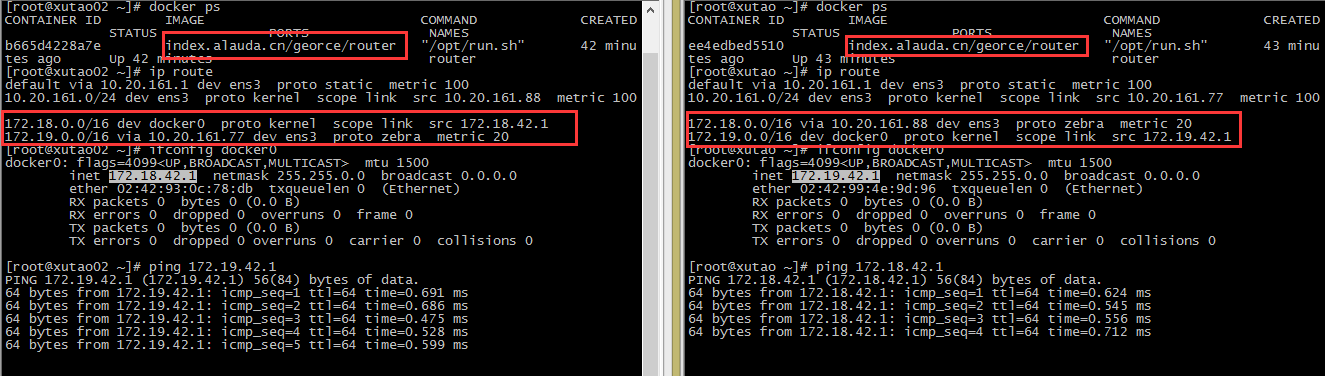 [root@xutao02 ~]# docker ps
CONTAINER ID        IMAGE                          COMMAND             CREATED
             STATUS              PORTS               NAMES
b665d4228a7e        index.alauda.cn/georce/router  "/opt/run.sh"       42 minu
tes ago      Up 42 minutes                           router
[root@xutao02 ~]# ip route
default via 10.20.161.1 dev ens3  proto static  metric 100
10.20.161.0/24 dev ens3  proto kernel  scope link  src 10.20.161.88  metric 100
172.18.0.0/16 dev docker0  proto kernel  scope link  src 172.18.42.1
172.19.0.0/16 via 10.20.161.77 dev ens3  proto zebra  metric 20
[root@xutao02 ~]# ifconfig docker0
docker0: flags=4099<UP,BROADCAST,MULTICAST>  mtu 1500
        inet 172.18.42.1  netmask 255.255.0.0  broadcast 0.0.0.0
        ether 02:42:93:0c:78:db  txqueuelen 0  (Ethernet)
        RX packets 0  bytes 0 (0.0 B)
        RX errors 0  dropped 0  overruns 0  frame 0
        TX packets 0  bytes 0 (0.0 B)
        TX errors 0  dropped 0 overruns 0  carrier 0  collisions 0
[root@xutao02 ~]# ping 172.19.42.1
PING 172.19.42.1 (172.19.42.1) 56(84) bytes of data.
64 bytes from 172.19.42.1: icmp_seq=1 ttl=64 time=0.691 ms
64 bytes from 172.19.42.1: icmp_seq=2 ttl=64 time=0.686 ms
64 bytes from 172.19.42.1: icmp_seq=3 ttl=64 time=0.475 ms
64 bytes from 172.19.42.1: icmp_seq=4 ttl=64 time=0.528 ms
64 bytes from 172.19.42.1: icmp_seq=5 ttl=64 time=0.599 ms
[root@xutao ~]# docker ps
CONTAINER ID        IMAGE                          COMMAND             CREATED
             STATUS              PORTS               NAMES
ee4edbed5510        index.alauda.cn/georce/router  "/opt/run.sh"       43 minu
tes ago      Up 43 minutes                           router
[root@xutao ~]# ip route
default via 10.20.161.1 dev ens3  proto static  metric 100
10.20.161.0/24 dev ens3  proto kernel  scope link  src 10.20.161.77  metric 100
172.18.0.0/16 via 10.20.161.88 dev ens3  proto zebra  metric 20
172.19.0.0/16 dev docker0  proto kernel  scope link  src 172.19.42.1
[root@xutao ~]# ifconfig docker0
docker0: flags=4099<UP,BROADCAST,MULTICAST>  mtu 1500
        inet 172.19.42.1  netmask 255.255.0.0  broadcast 0.0.0.0
        ether 02:42:99:4e:9d:96  txqueuelen 0  (Ethernet)
        RX packets 0  bytes 0 (0.0 B)
        RX errors 0  dropped 0  overruns 0  frame 0
        TX packets 0  bytes 0 (0.0 B)
        TX errors 0  dropped 0 overruns 0  carrier 0  collisions 0
[root@xutao ~]# ping 172.18.42.1
PING 172.18.42.1 (172.18.42.1) 56(84) bytes of data.
64 bytes from 172.18.42.1: icmp_seq=1 ttl=64 time=0.624 ms
64 bytes from 172.18.42.1: icmp_seq=2 ttl=64 time=0.545 ms
64 bytes from 172.18.42.1: icmp_seq=3 ttl=64 time=0.556 ms
64 bytes from 172.18.42.1: icmp_seq=4 ttl=64 time=0.712 ms